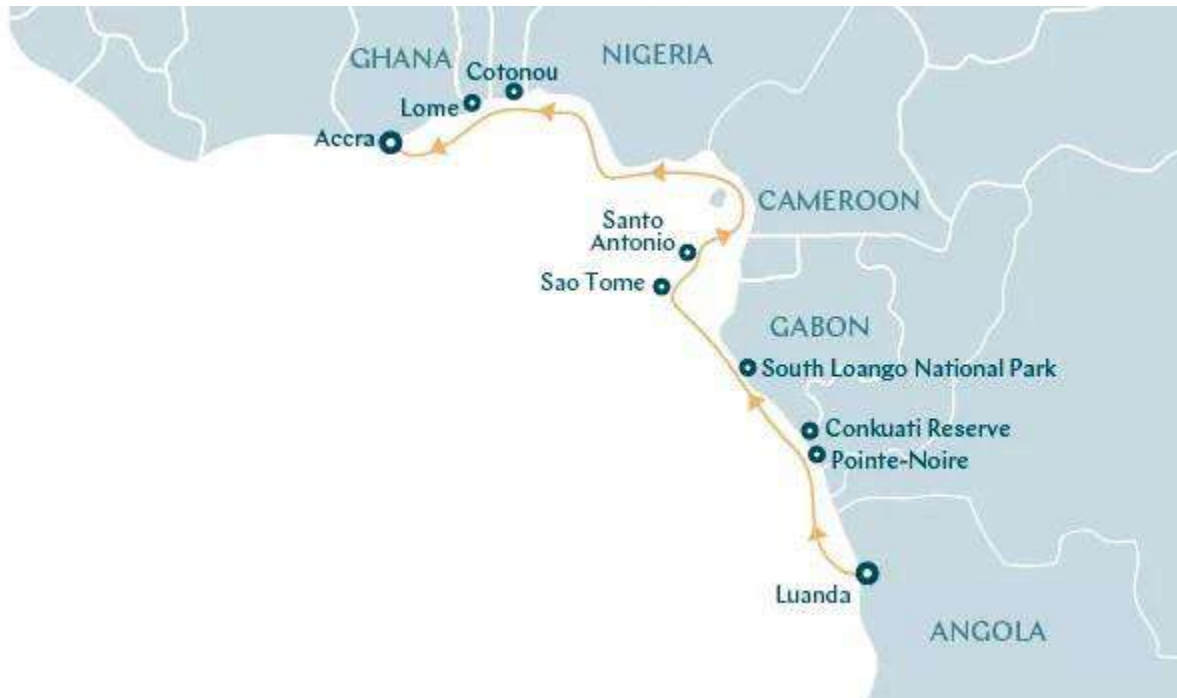 GHANA
NIGERIA
Cotonou
Lome
Accra
CAMEROON
Santo
Antonio
Sao Tome
GABON
South Loango National Park
Conkuati Reserve
Pointe-Noire
Luanda
ANGOLA